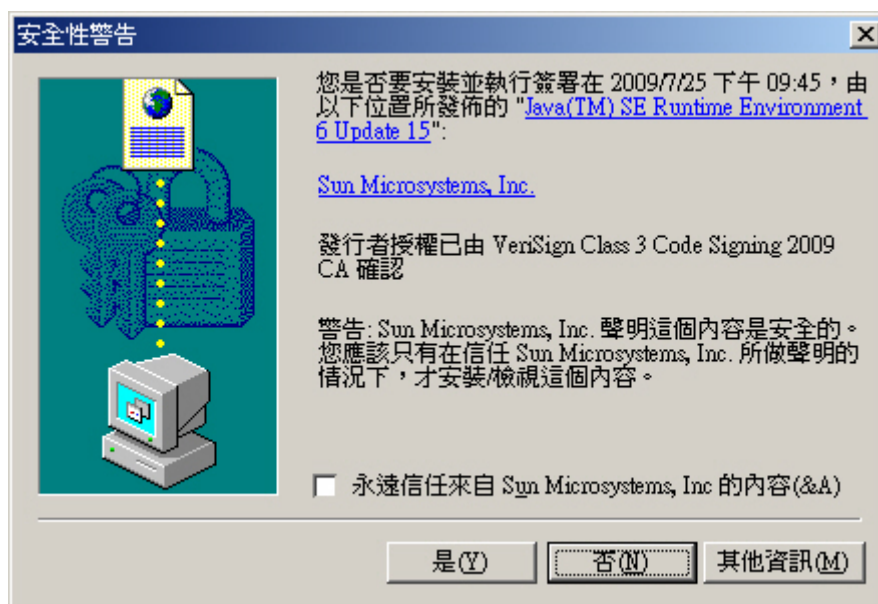 安全性警告
您是否要安裝並執行簽署在 2009/7/25 下午 09:45，由
以下位置所發佈的 "Java(TM) SE Runtime Environment
6 Update 15":
Sun Microsystems, Inc.
發行者授權已由 VeriSign Class 3 Code Signing 2009
CA 確認
警告: Sun Microsystems, Inc. 聲明這個內容是安全的。
您應該只有在信任 Sun Microsystems, Inc. 所做聲明的
情況下，才安裝/檢視這個內容。
永遠信任來自 Sun Microsystems, Inc 的內容(&A)
是(Y) 否(N) 其他資訊(M)